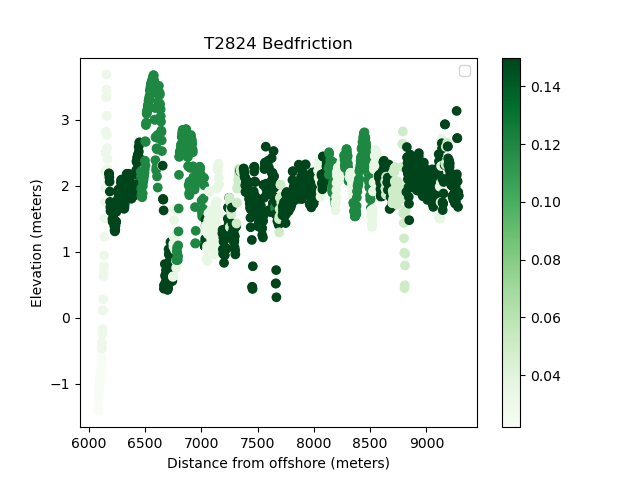 T2824 Bedfriction
3
2
1
0
−1
Elevation (meters)
6000 6500 7000 7500 8000 8500 9000
Distance from offshore (meters)
0.14
0.12
0.10
0.08
0.06
0.04